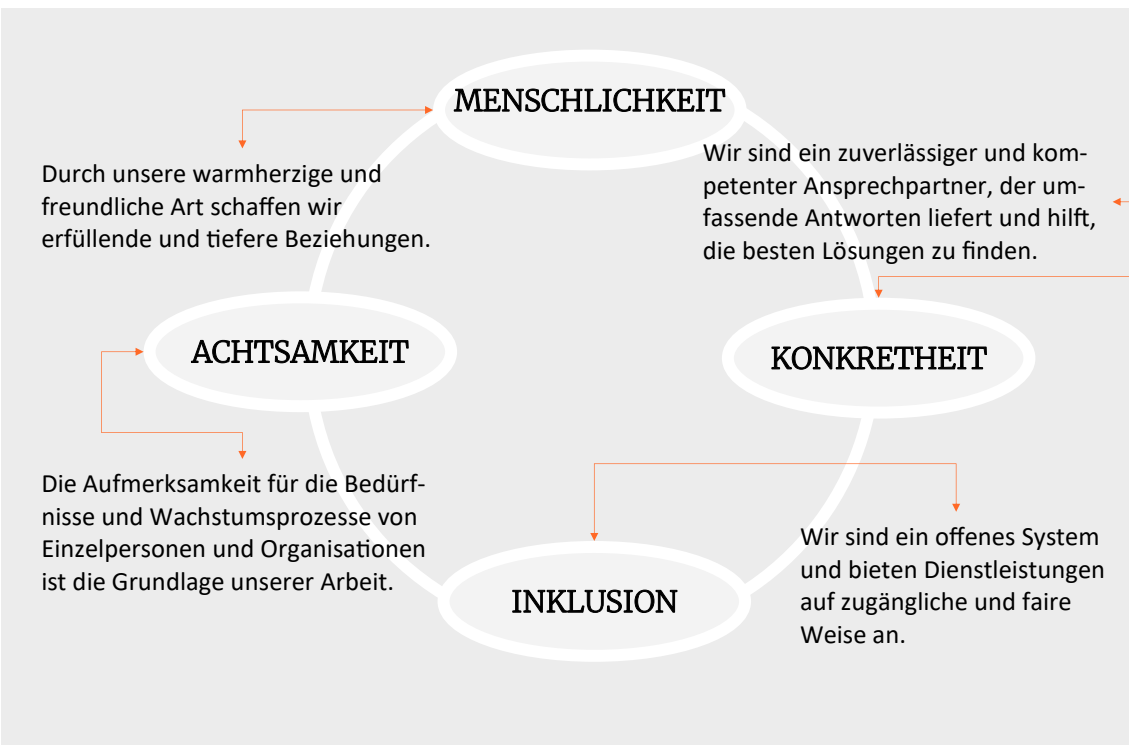 MENSCHLICHKEIT
Durch unsere warmherzige und
freundliche Art schaffen wir
erfüllende und tiefere Beziehungen.
Wir sind ein zuverlässiger und kom-
petenter Ansprechpartner, der um-
fassende Antworten liefert und hilft,
die besten Lösungen zu finden.
ACHTSAMKEIT
KONKRETHEIT
Die Aufmerksamkeit für die Bedürf-
nisse und Wachstumsprozesse von
Einzelpersonen und Organisationen
ist die Grundlage unserer Arbeit.
INKLUSION
Wir sind ein offenes System
und bieten Dienstleistungen
auf zugängliche und faire
Weise an.